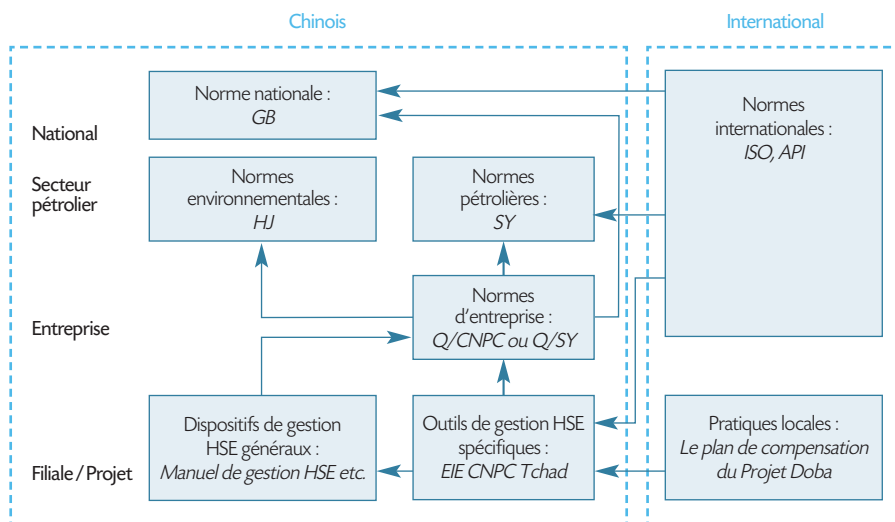 Chinois
International
National
Norme nationale :
GB
Normes
internationales :
ISO, API
Secteur
pétrolier
Normes
environnementales :
HJ
Normes
pétrolières :
SY
Entreprise
Normes
d'entreprise :
Q/CNPC ou Q/SY
Filiale / Projet
Dispositifs de gestion
HSE généraux :
Manuel de gestion HSE etc.
Outils de gestion HSE
spécifiques :
EIE CNPC Tchad
Pratiques locales :
Le plan de compensation
du Projet Doba